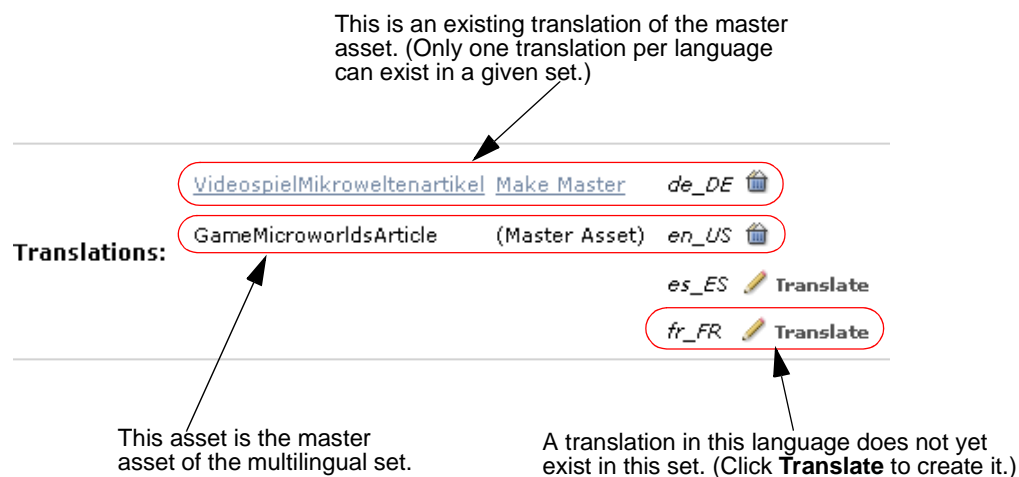 This is an existing translation of the master
asset. (Only one translation per language
can exist in a given set.)
VideospielMikroweltenartikel Make Master de_DE
Translations:
GameMicroworldsArticle (Master Asset) en_US
es_ES Translate
fr_FR Translate
This asset is the master
asset of the multilingual set.
A translation in this language does not yet
exist in this set. (Click Translate to create it.)